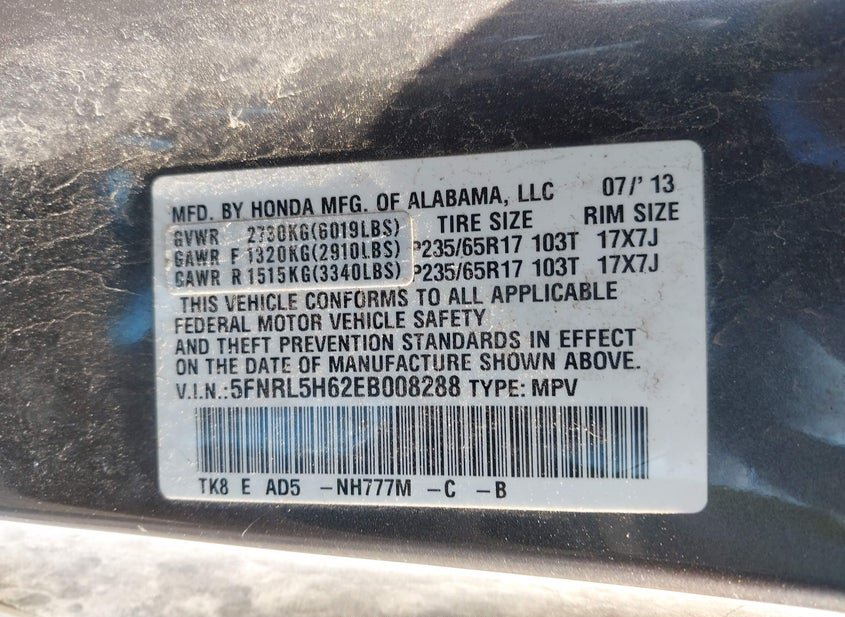 MFD. BY HONDA MFG. OF ALABAMA, LLC 07/'13
GVWR 2730KG(6019LBS) TIRE SIZE RIM SIZE
GAWR F 1320KG(2910LBS) P235/65R17 103T 17X7J
GAWR R 1515KG(3340LBS) P235/65R17 103T 17X7J
THIS VEHICLE CONFORMS TO ALL APPLICABLE
FEDERAL MOTOR VEHICLE SAFETY
AND THEFT PREVENTION STANDARDS IN EFFECT
ON THE DATE OF MANUFACTURE SHOWN ABOVE.
V.I.N.:5FNRL5H62EB008288 TYPE: MPV
TK8 E AD5 -NH777M -C -B